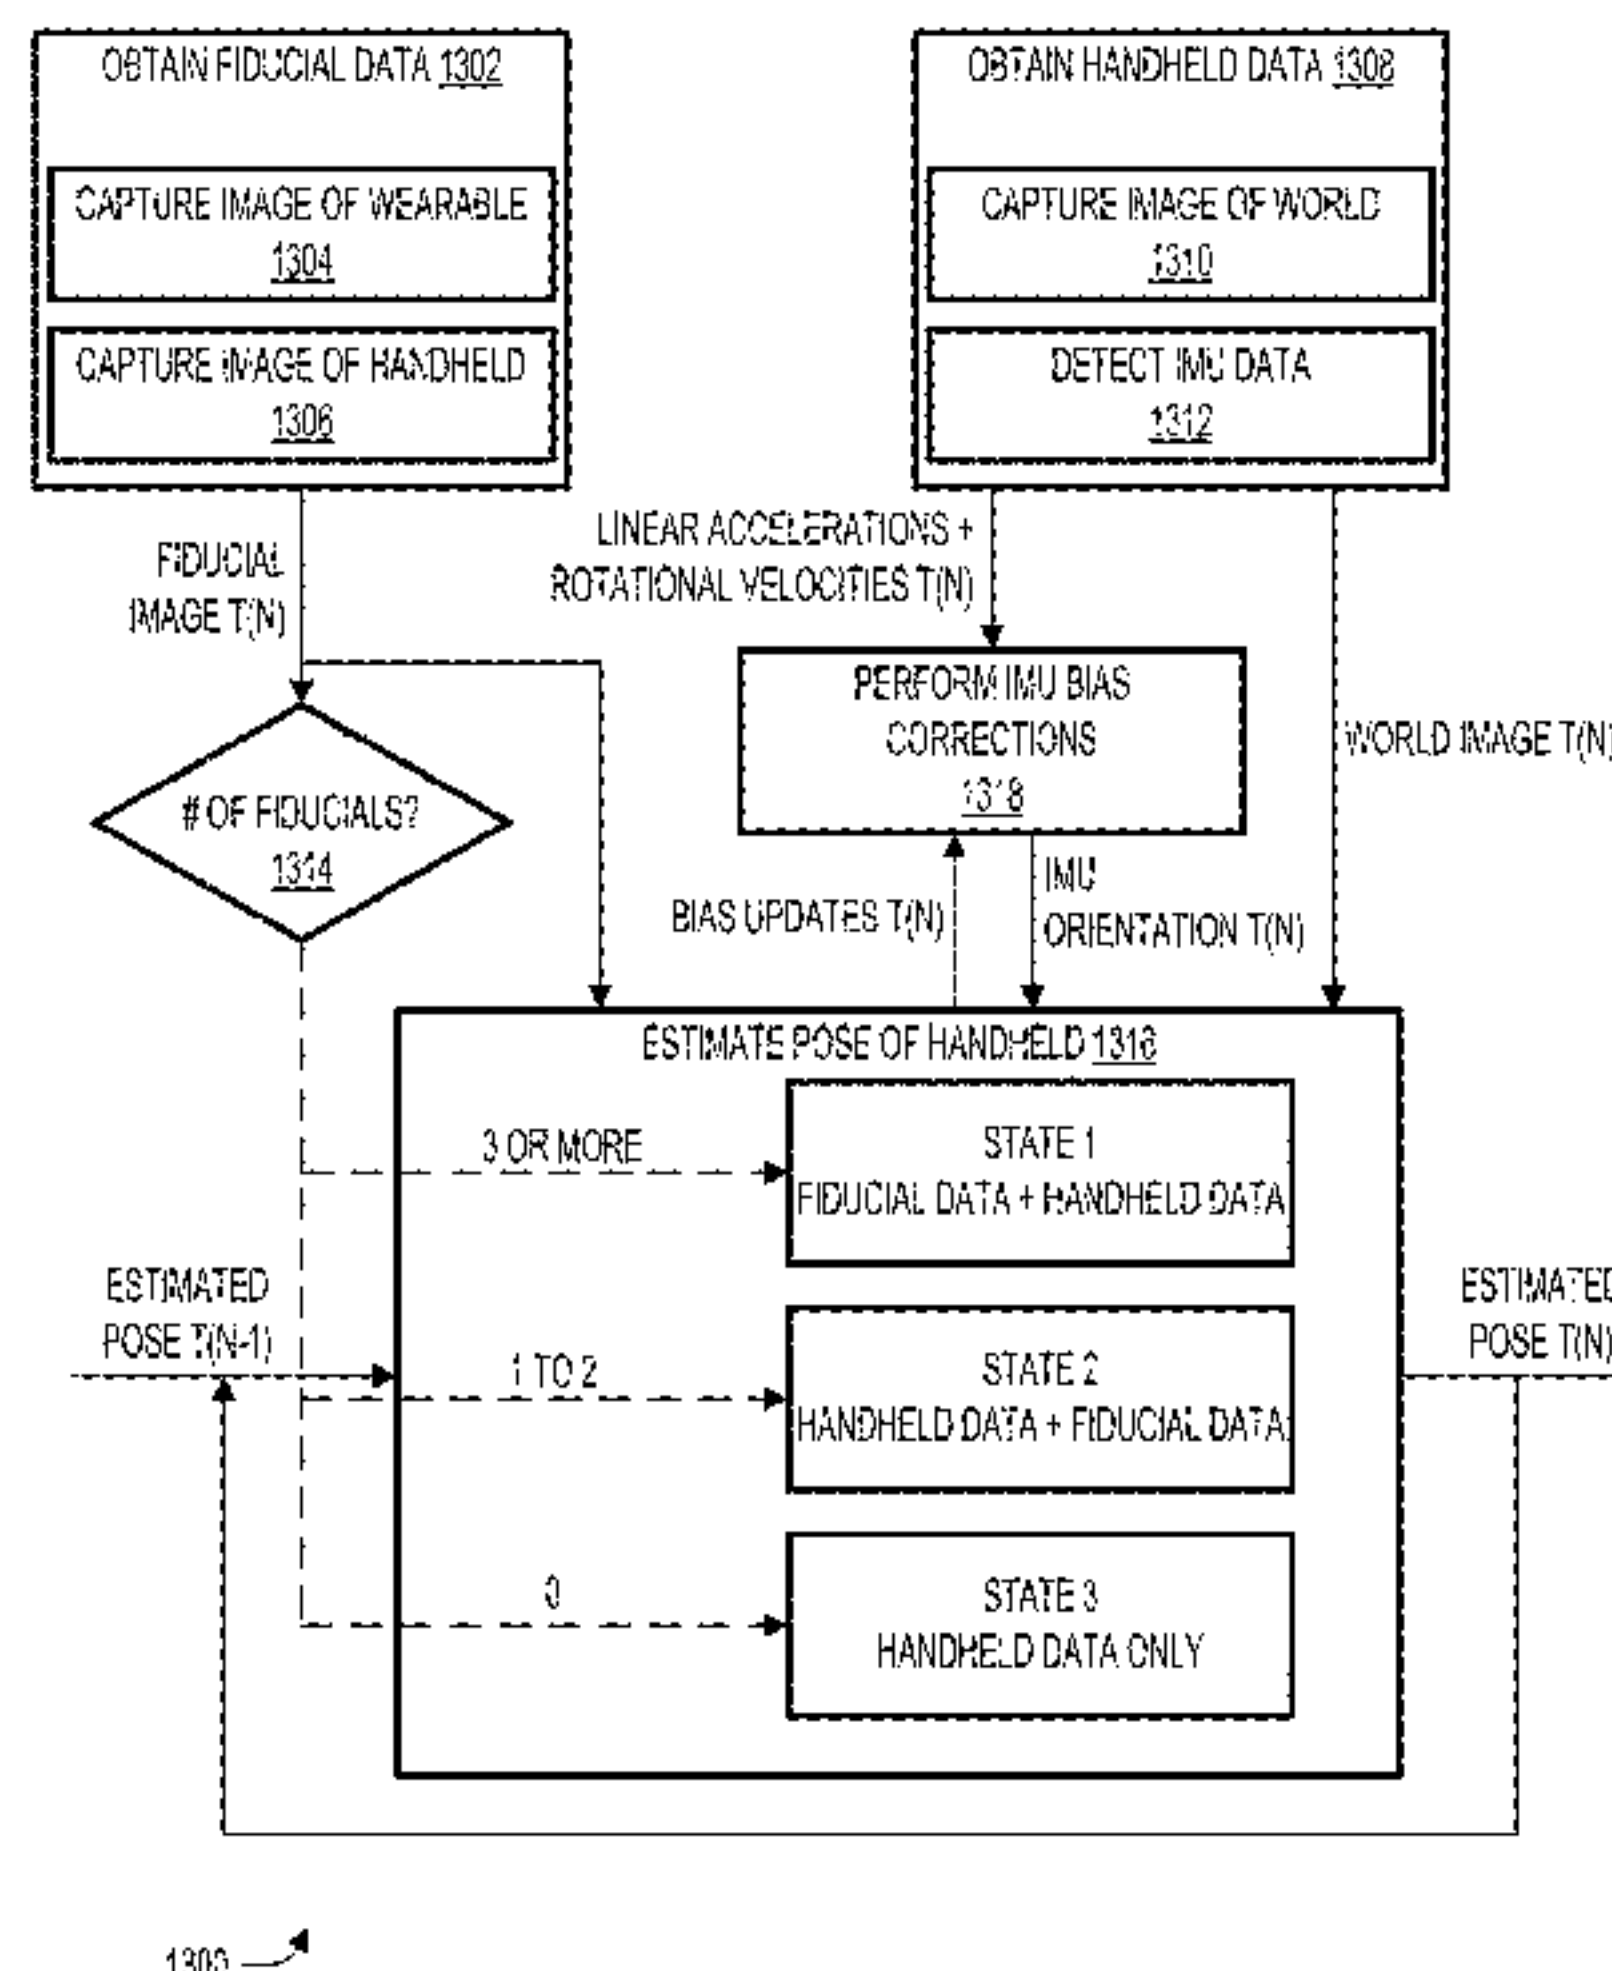 OBTAIN FIDUCIAL DATA 1302
CAPTURE IMAGE OF WEARABLE
1304
CAPTURE IMAGE OF HANDHELD
1306
OBTAIN HANDHELD DATA 1308
CAPTURE IMAGE OF WORLD
1310
DETECT IMU DATA
1312
FIDUCIAL
IMAGE T(N)
LINEAR ACCELERATIONS +
ROTATIONAL VELOCITIES T(N)
PERFORM IMU BIAS
CORRECTIONS
1318
WORLD IMAGE T(N)
# OF FIDUCIALS?
1314
BIAS UPDATES T(N)
IMU
ORIENTATION T(N)
ESTIMATE POSE OF HANDHELD 1316
3 OR MORE
STATE 1
FIDUCIAL DATA + HANDHELD DATA
ESTIMATED
POSE T(N-1)
1 TO 2
STATE 2
HANDHELD DATA + FIDUCIAL DATA
ESTIMATED
POSE T(N)
0
STATE 3
HANDHELD DATA ONLY
1300